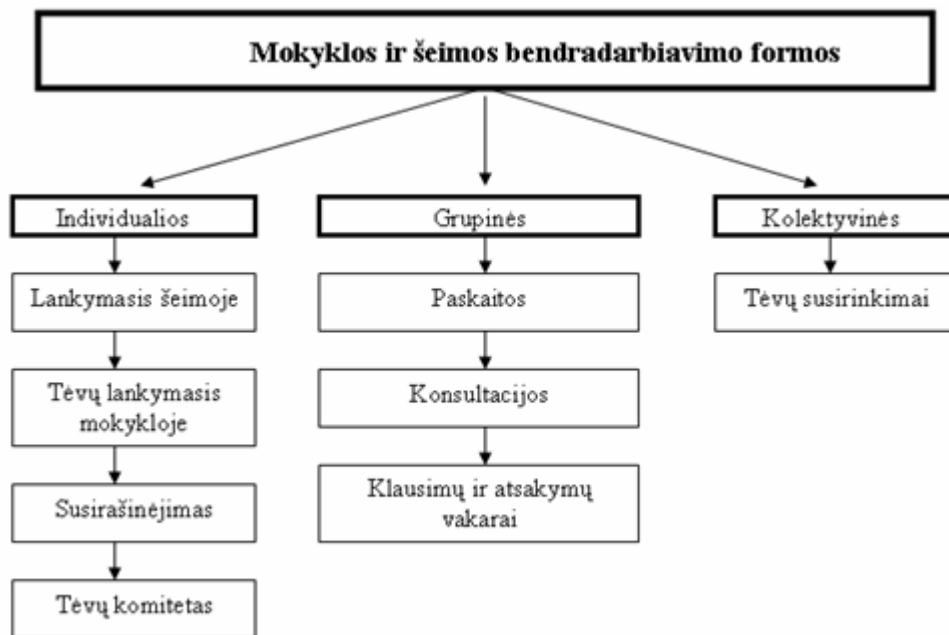 Mokyklos ir šeimos bendradarbiavimo formos
Individualios
Lankymasis šeimoje
Tėvų lankymasis
mokykloje
Susirašinėjimas
Tėvų komitetas
Grupinės
Paskaitos
Konsultacijos
Klausimų ir atsakymų
vakarai
Kolektyvinės
Tėvų susirinkimai